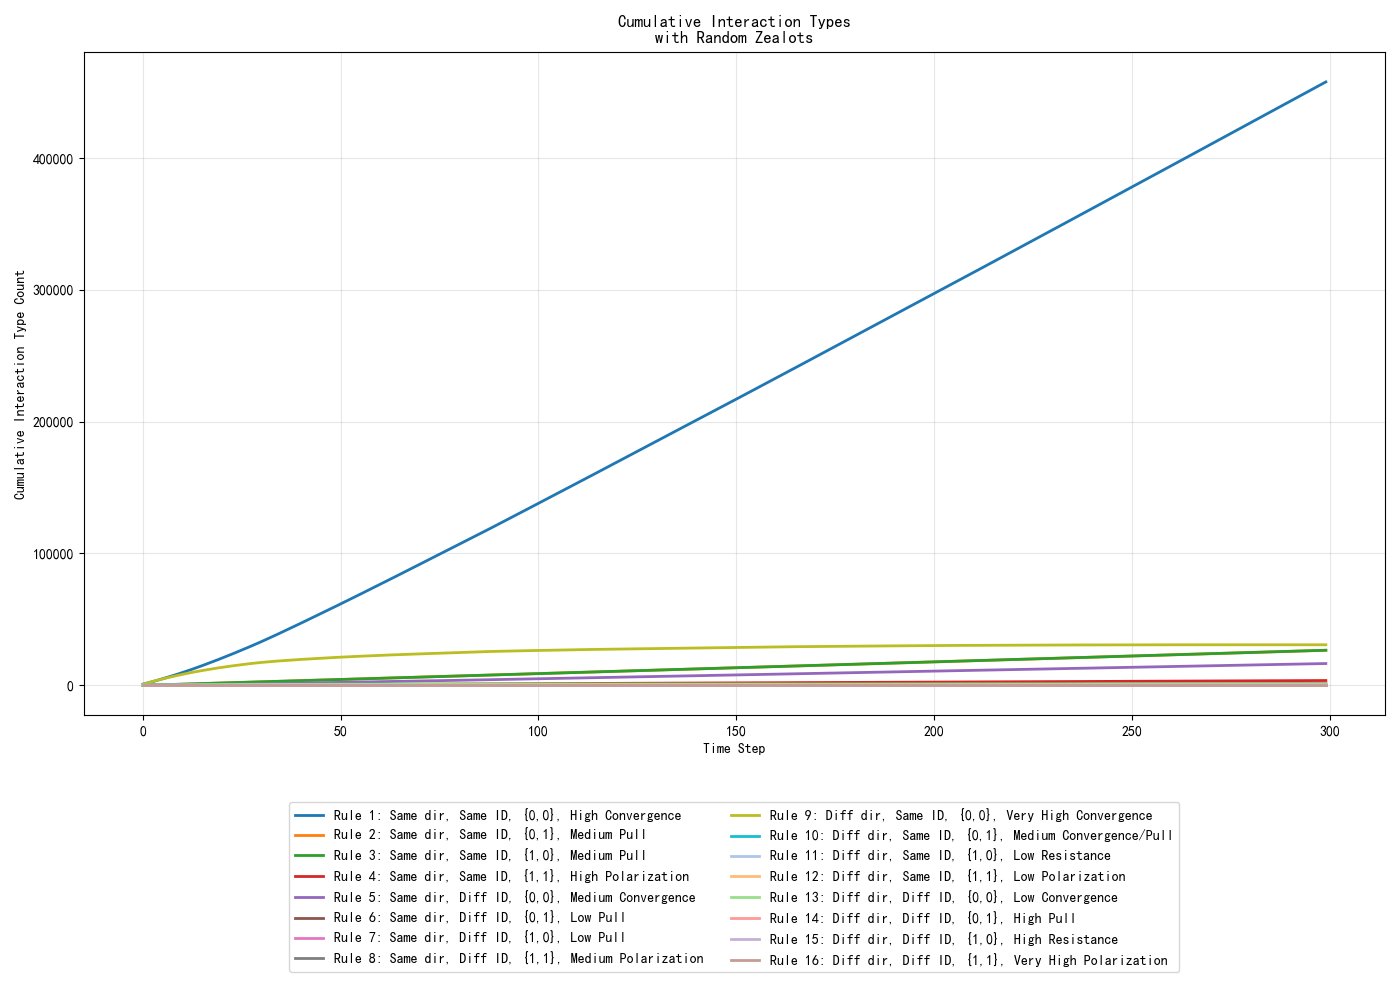 Cumulative Interaction Types
with Random Zealots
Cumulative Interaction Type Count
400000
300000
200000
100000
0
0
50
100
150
200
250
300
Time Step
Rule 1: Same dir, Same ID, {0,0}, High Convergence
Rule 2: Same dir, Same ID, {0,1}, Medium Pull
Rule 3: Same dir, Same ID, {1,0}, Medium Pull
Rule 4: Same dir, Same ID, {1,1}, High Polarization
Rule 5: Same dir, Diff ID, {0,0}, Medium Convergence
Rule 6: Same dir, Diff ID, {0,1}, Low Pull
Rule 7: Same dir, Diff ID, {1,0}, Low Pull
Rule 8: Same dir, Diff ID, {1,1}, Medium Polarization
Rule 9: Diff dir, Same ID, {0,0}, Very High Convergence
Rule 10: Diff dir, Same ID, {0,1}, Medium Convergence/Pull
Rule 11: Diff dir, Same ID, {1,0}, Low Resistance
Rule 12: Diff dir, Same ID, {1,1}, Low Polarization
Rule 13: Diff dir, Diff ID, {0,0}, Low Convergence
Rule 14: Diff dir, Diff ID, {0,1}, High Pull
Rule 15: Diff dir, Diff ID, {1,0}, High Resistance
Rule 16: Diff dir, Diff ID, {1,1}, Very High Polarization